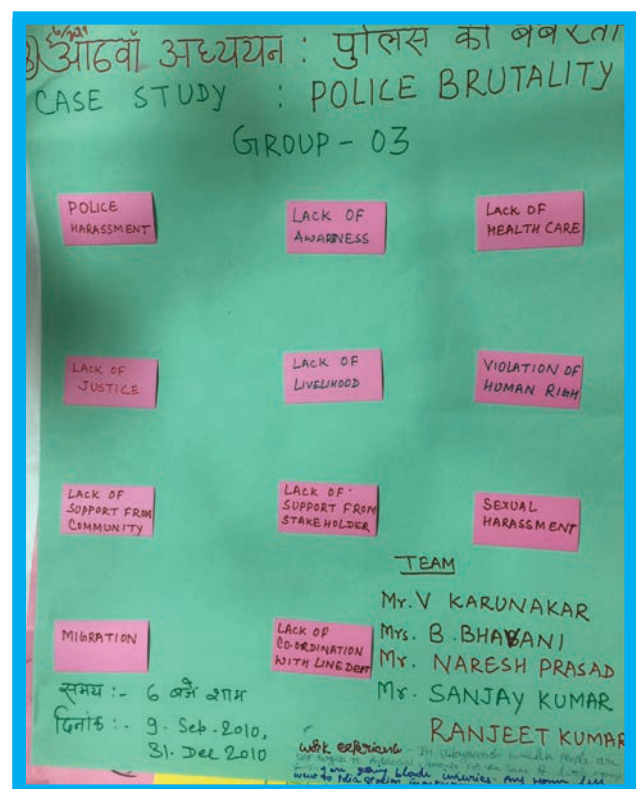 आठवाँ अध्ययन : पुलिस की बर्बरता
CASE STUDY : POLICE BRUTALITY
GROUP - 03
POLICE
HARASSMENT
LACK OF
AWARNESS
LACK OF
HEALTH CARE
LACK OF
JUSTICE
LACK OF
LIVELIHOOD
VIOLATION OF
HUMAN RIGH
LACK OF
SUPPORT FROM
COMMUNITY
LACK OF
SUPPORT FROM
STAKEHOLDER
SEXUAL
HARASSMENT
MIGRATION
LACK OF
CO-ORDINATION
WITH LINE DEPT
TEAM
Mr. V KARUNAKAR
Mrs. B. BHAVANI
Mr. NARESH PRASAD
Mr. SANJAY KUMAR
RANJEET KUMAR
समय :- 6 बजे शाम
दिनांक :- 9. Seb - 2010,
31. Dec 2010
work experience